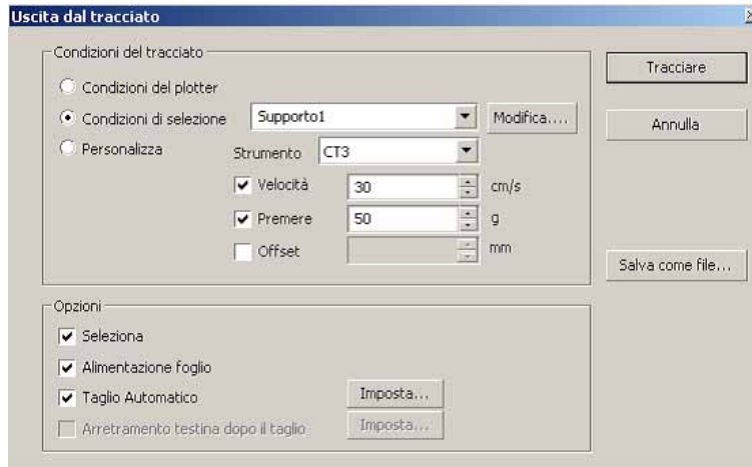 Uscita dal tracciato
Condizioni del tracciato
Condizioni del plotter
Condizioni di selezione Supporto1 Modifica....
Personalizza Strumento CT3
Velocità 30 cm/s
Premere 50 g
Offset mm
Tracciare
Annulla
Salva come file...
Opzioni
Seleziona
Alimentazione foglio
Taglio Automatico Imposta...
Arretramento testina dopo il taglio Imposta...